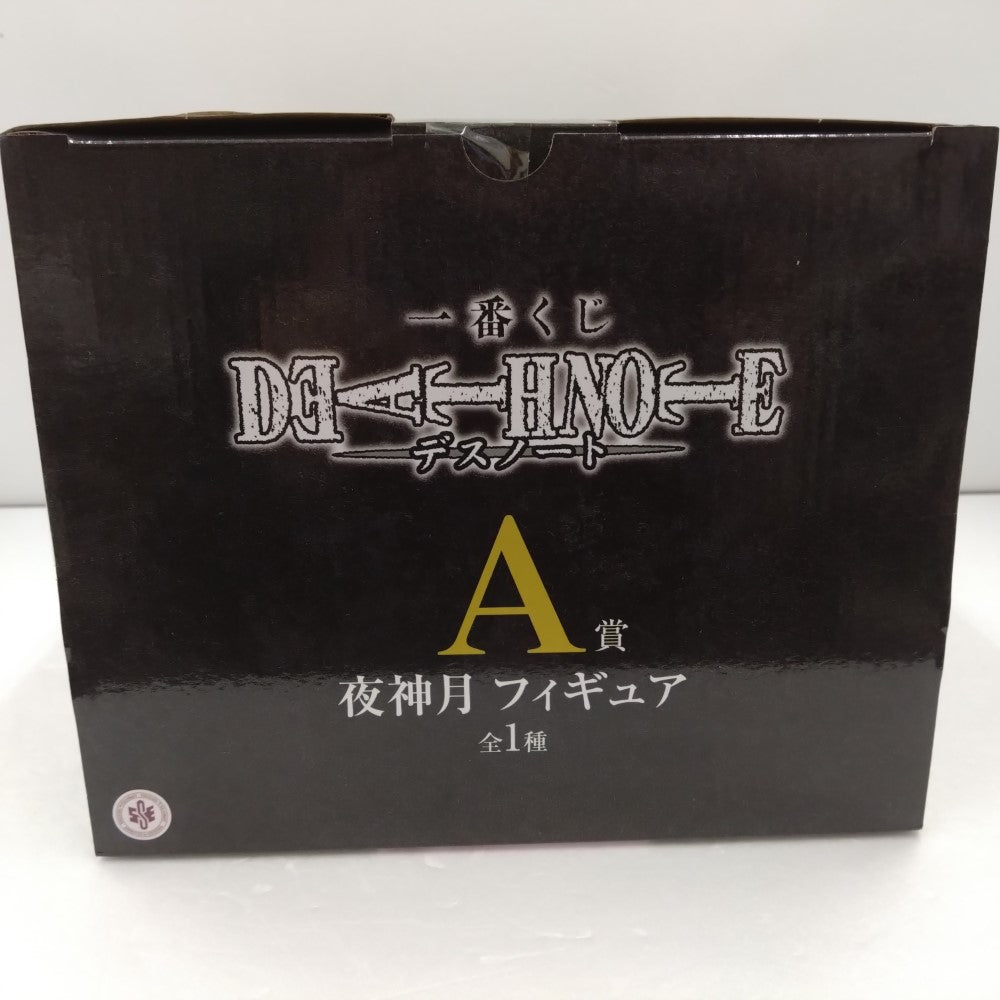 一番くじ
DEATH NOTE
デスノート
A賞
夜神月 フィギュア
全1種